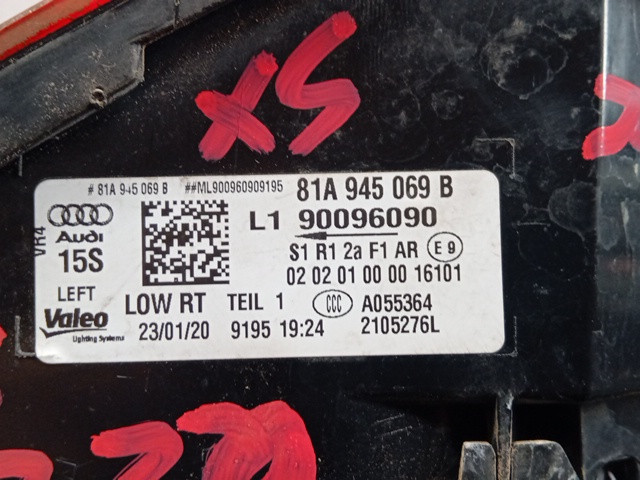 XS
# 81A 945 069 B ##ML900960909195 81A 945 069 B
VR4
Audi
L1 90096090
15S
S1 R1 2a F1 AR E9
02 02 01 00 00 16101
LEFT
LOW RT TEIL 1 CCC A055364
Valeo
Lighting Systems
23/01/20 9195 19:24 2105276L